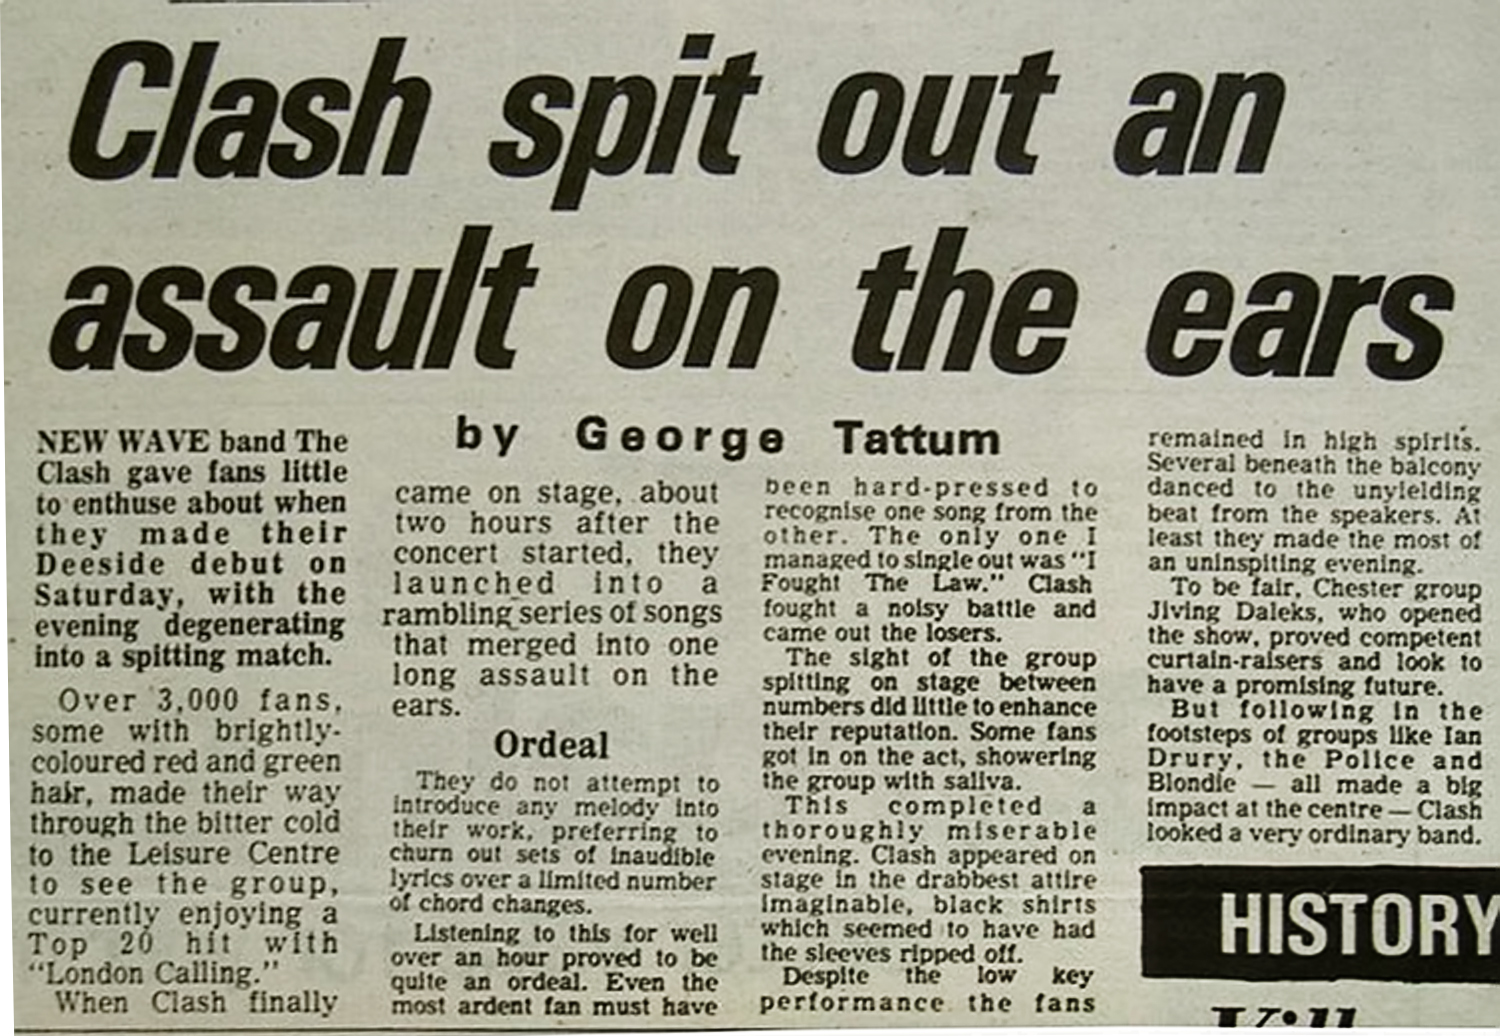 Clash spit out an
assault on the ears
by George Tattum
NEW WAVE band The
Clash gave fans little
to enthuse about when
they made their
Deeside debut on
Saturday, with the
evening degenerating
into a spitting match.
Over 3,000 fans,
some with brightly-
coloured red and green
hair, made their way
through the bitter cold
to the Leisure Centre
to see the group,
currently enjoying a
Top 20 hit with
"London Calling."
When Clash finally
came on stage, about
two hours after the
concert started, they
launched into a
rambling series of songs
that merged into one
long assault on the
ears.
Ordeal
They do not attempt to
introduce any melody into
their work, preferring to
churn out sets of inaudible
lyrics over a limited number
of chord changes.
Listening to this for well
over an hour proved to be
quite an ordeal. Even the
most ardent fan must have
been hard-pressed to
recognise one song from the
other. The only one I
managed to single out was "I
Fought The Law." Clash
fought a noisy battle and
came out the losers.
The sight of the group
spitting on stage between
numbers did little to enhance
their reputation. Some fans
got in on the act, showering
the group with saliva.
This completed a
thoroughly miserable
evening. Clash appeared on
stage in the drabbest attire
imaginable, black shirts
which seemed to have had
the sleeves ripped off.
Despite the low key
performance the fans
remained in high spirits.
Several beneath the balcony
danced to the unyielding
beat from the speakers. At
least they made the most of
an uninspiting evening.
To be fair, Chester group
Jiving Daleks, who opened
the show, proved competent
curtain-raisers and look to
have a promising future.
But following in the
footsteps of groups like Ian
Drury, the Police and
Blondie — all made a big
impact at the centre — Clash
looked a very ordinary band.
HISTORY